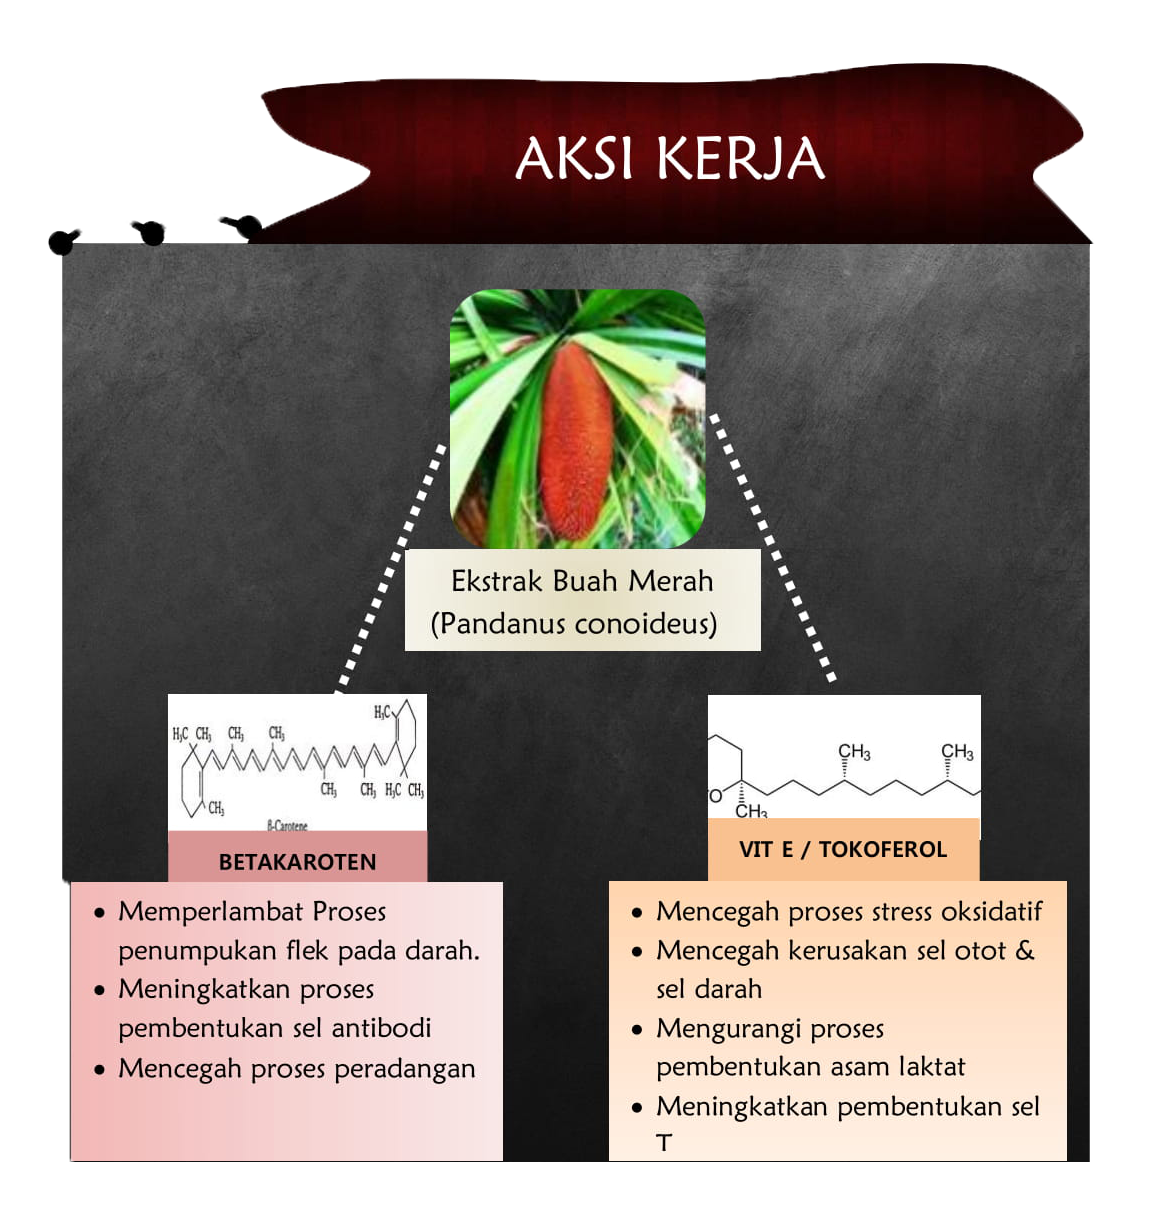 AKSI KERJA
Ekstrak Buah Merah
(Pandanus conoideus)
H₃C CH₃ CH₃ CH₃ H₃C
CH₃ CH₃ CH₃ H₃C CH₃
β-Carotene
BETAKAROTEN
• Memperlambat Proses
penumpukan flek pada darah.
• Meningkatkan proses
pembentukan sel antibodi
• Mencegah proses peradangan
CH₃ CH₃
O CH₃
VIT E / TOKOFEROL
• Mencegah proses stress oksidatif
• Mencegah kerusakan sel otot &
sel darah
• Mengurangi proses
pembentukan asam laktat
• Meningkatkan pembentukan sel
T